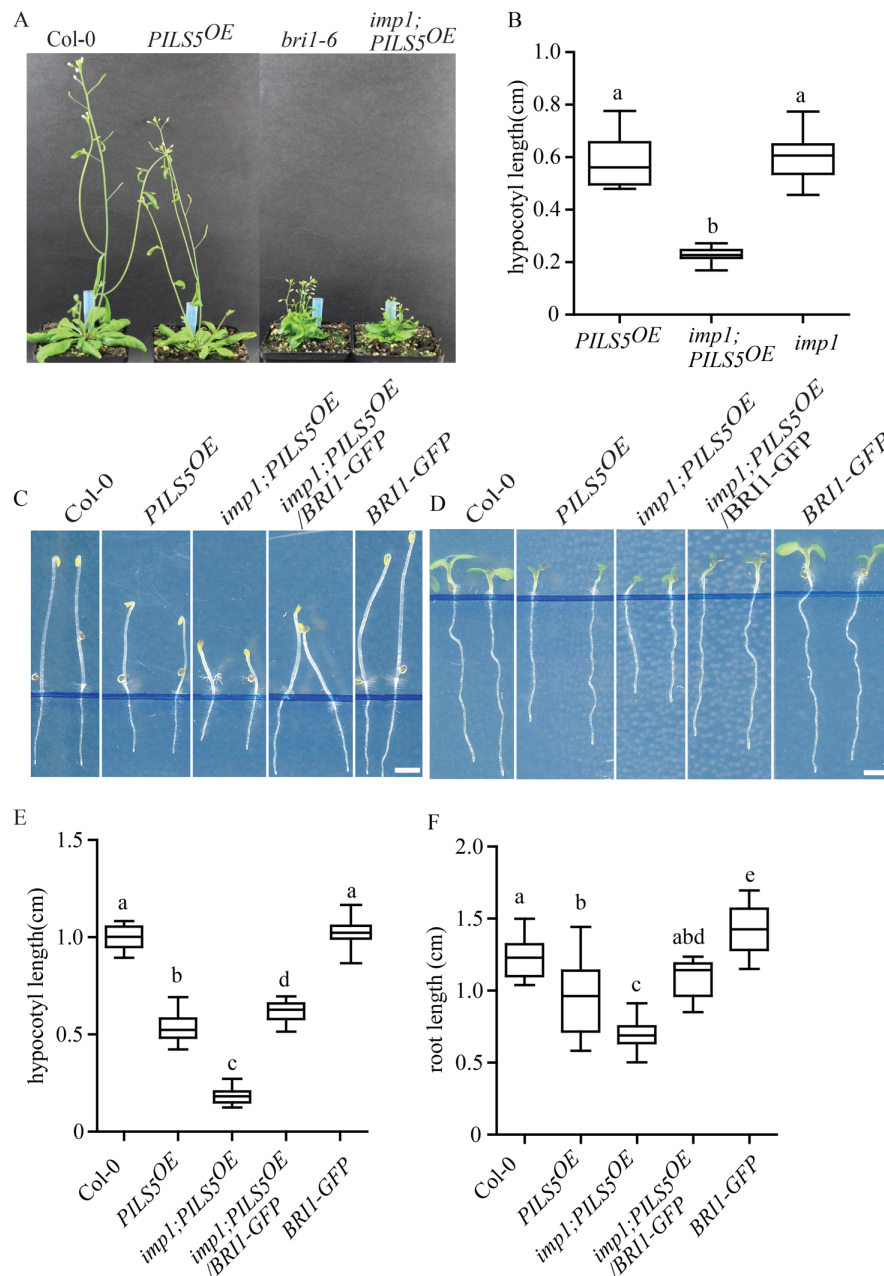 A
Col-0 PILS5OE bri1-6 imp1;
PILS5OE
B
hypocotyl length(cm)
1.0
0.8
0.6
0.4
0.2
0
a
b
a
PILS5OE imp1;
PILS5OE imp1
C
Col-0
PILS5OE
imp1;PILS5OE
imp1;PILS5OE
/BRI1-GFP
BRI1-GFP
D
Col-0
PILS5OE
imp1;PILS5OE
imp1;PILS5OE
/BRI1-GFP
BRI1-GFP
E
hypocotyl length(cm)
1.5
1.0
0.5
0
a
b
c
d
a
Col-0
PILS5OE
imp1;PILS5OE
imp1;PILS5OE
/BRI1-GFP
BRI1-GFP
F
root length (cm)
2.0
1.5
1.0
0.5
0.0
a
b
c
abd
e
Col-0
PILS5OE
imp1;PILS5OE
imp1;PILS5OE
/BRI1-GFP
BRI1-GFP